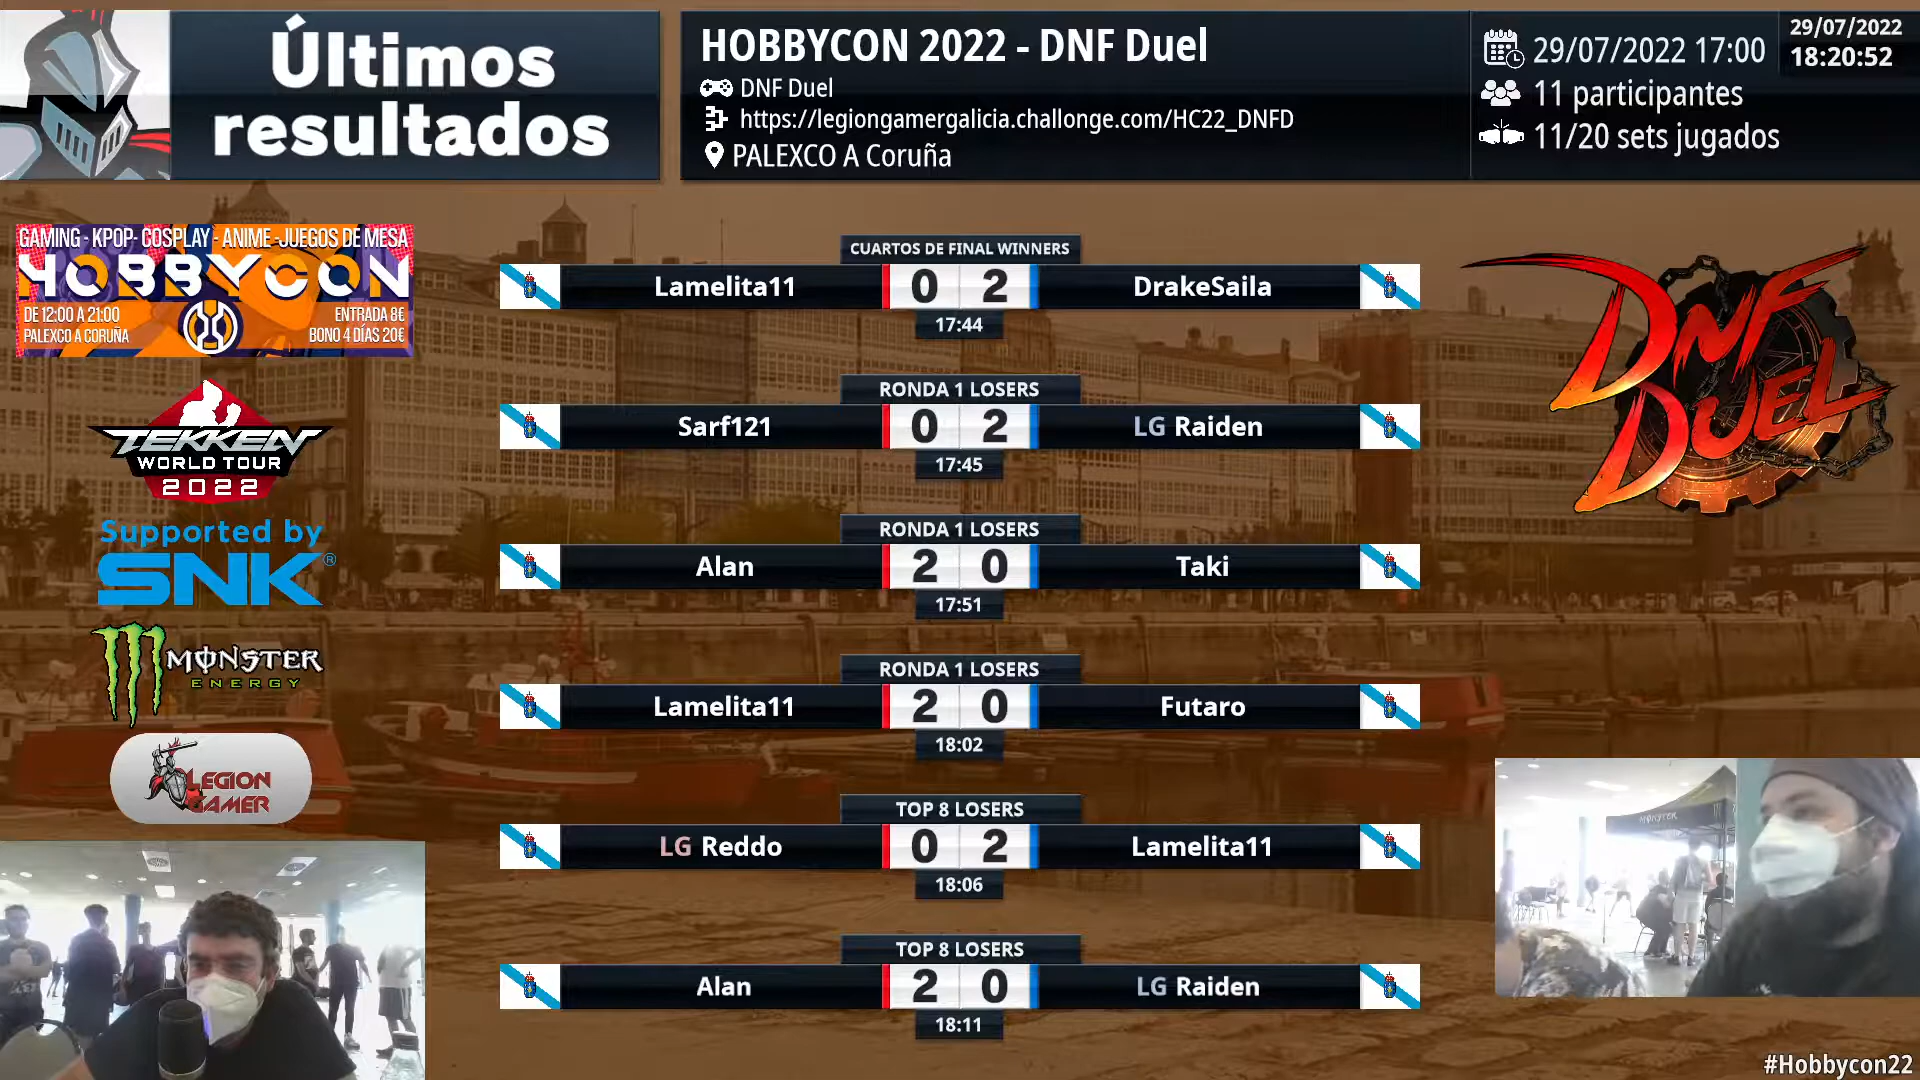 Últimos
resultados
HOBBYCON 2022 - DNF Duel
DNF Duel
https://legiongamergalicia.challonge.com/HC22_DNFD
PALEXCO A Coruña
29/07/2022 17:00
11 participantes
11/20 sets jugados
29/07/2022
18:20:52
GAMING - KPOP- COSPLAY - ANIME -JUEGOS DE MESA
HOBBYCON
DE 12:00 A 21:00
PALEXCO A CORUÑA
ENTRADA 8€
BONO 4 DÍAS 20€
TEKKEN
WORLD TOUR
2022
Supported by
SNK®
MONSTER
ENERGY
LEGION
GAMER
CUARTOS DE FINAL WINNERS
Lamelita11 0 2 DrakeSaila
17:44
RONDA 1 LOSERS
Sarf121 0 2 LG Raiden
17:45
RONDA 1 LOSERS
Alan 2 0 Taki
17:51
RONDA 1 LOSERS
Lamelita11 2 0 Futaro
18:02
TOP 8 LOSERS
LG Reddo 0 2 Lamelita11
18:06
TOP 8 LOSERS
Alan 2 0 LG Raiden
18:11
DNF
DUEL
MONSTER
#Hobbycon22